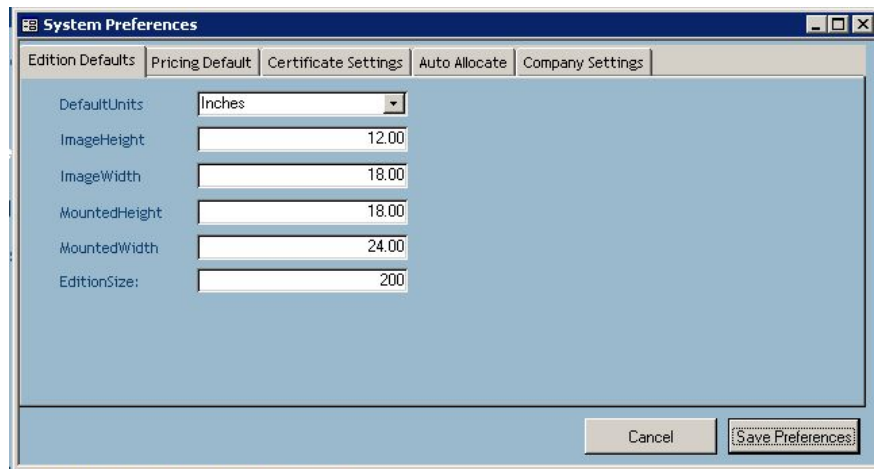 System Preferences
Edition Defaults Pricing Default Certificate Settings Auto Allocate Company Settings
DefaultUnits Inches
ImageHeight 12.00
ImageWidth 18.00
MountedHeight 18.00
MountedWidth 24.00
EditionSize: 200
Cancel Save Preferences